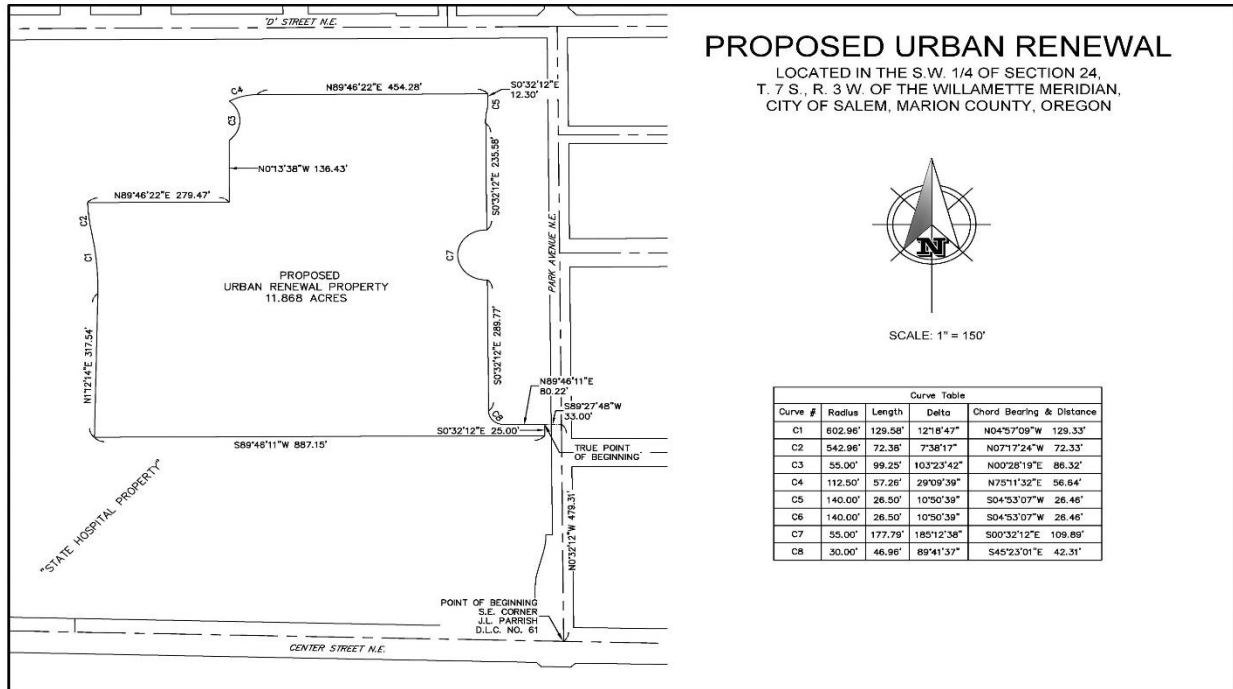 'D' STREET N.E.
PROPOSED URBAN RENEWAL
LOCATED IN THE S.W. 1/4 OF SECTION 24,
T. 7 S., R. 3 W. OF THE WILLAMETTE MERIDIAN,
CITY OF SALEM, MARION COUNTY, OREGON
C4
N89°46'22"E 454.28'
S0°32'12"E
12.30'
C5
C3
N0°13'38"W 136.43'
S0°32'12"E 235.58'
N89°46'22"E 279.47'
C2
C1
C7
PARK AVENUE N.E.
PROPOSED
URBAN RENEWAL PROPERTY
11.868 ACRES
N
SCALE: 1" = 150'
N1°12'14"E 317.54'
S0°32'12"E 289.77'
N89°46'11"E
80.22'
S89°27'48"W
33.00'
C8
S0°32'12"E 25.00'
S89°46'11"W 887.15'
TRUE POINT
OF BEGINNING
"STATE HOSPITAL PROPERTY"
N0°32'12"W 479.31'
POINT OF BEGINNING
S.E. CORNER
J.L. PARRISH
D.L.C. NO. 61
CENTER STREET N.E.
Curve Table
Curve # Radius Length Delta Chord Bearing & Distance
C1 602.96' 129.58' 12°18'47" N04°57'09"W 129.33'
C2 542.96' 72.38' 7°38'17" N07°17'24"W 72.33'
C3 55.00' 99.25' 103°23'42" N00°28'19"E 86.32'
C4 112.50' 57.26' 29°09'39" N75°11'32"E 56.64'
C5 140.00' 26.50' 10°50'39" S04°53'07"W 26.46'
C6 140.00' 26.50' 10°50'39" S04°53'07"W 26.46'
C7 55.00' 177.79' 185°12'38" S00°32'12"E 109.89'
C8 30.00' 46.96' 89°41'37" S45°23'01"E 42.31'